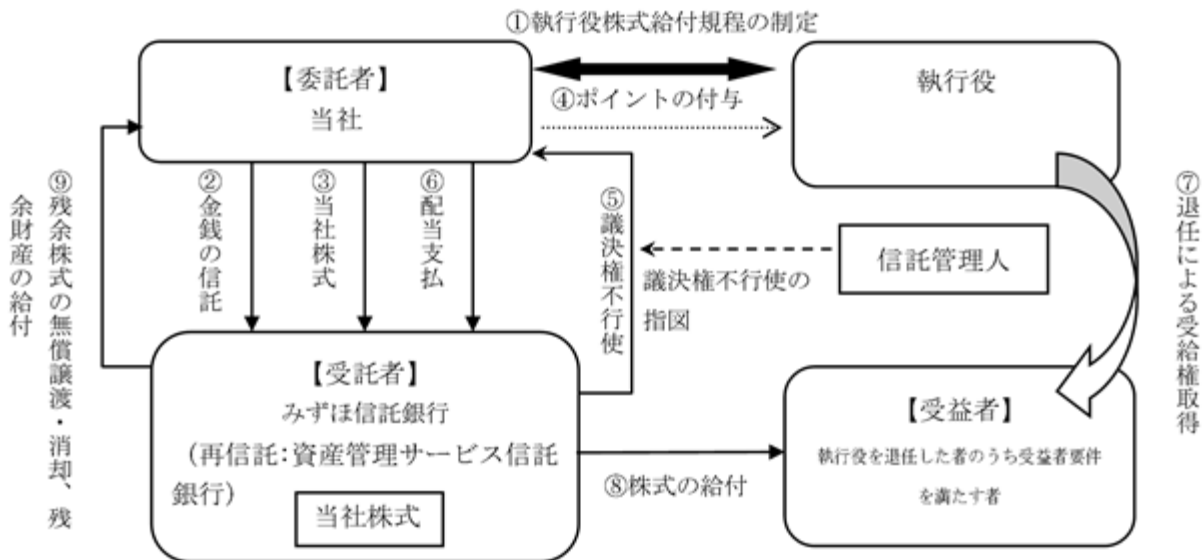 ①執行役株式給付規程の制定
【委託者】
当社
④ポイントの付与
執行役
⑨残余株式の無償譲渡・消却、残
余財産の給付
②金銭の信託
③当社株式
⑥配当支払
⑤議決権不行使
議決権不行使の
指図
信託管理人
⑦退任による受給権取得
【受託者】
みずほ信託銀行
（再信託：資産管理サービス信託
銀行）
当社株式
⑧株式の給付
【受益者】
執行役を退任した者のうち受益者要件
を満たす者